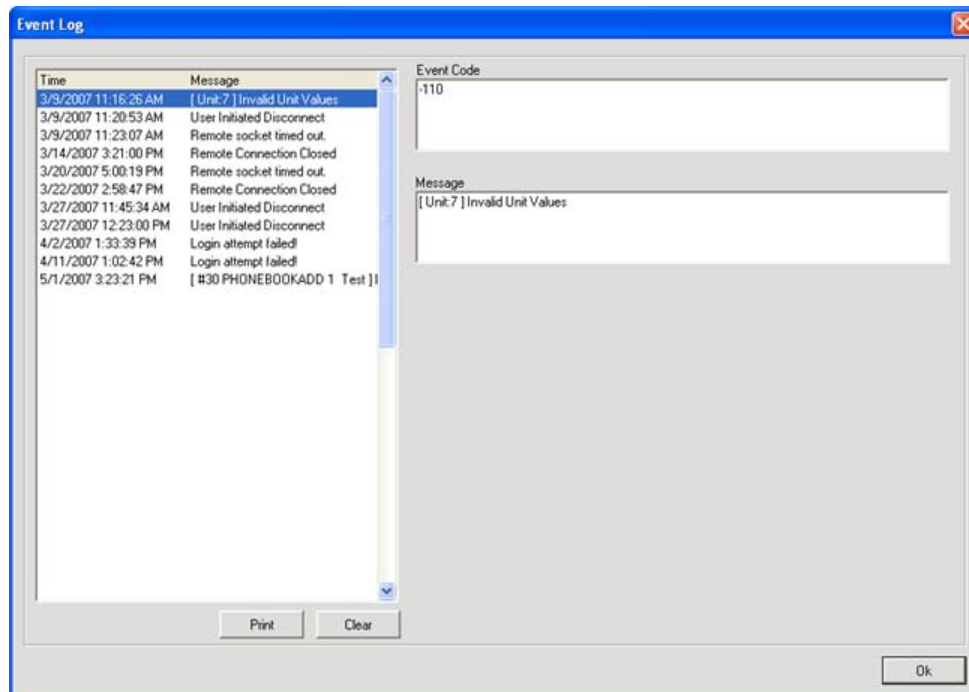 Event Log
Time Message
3/9/2007 11:16:26 AM [ Unit:7 ] Invalid Unit Values
3/9/2007 11:20:53 AM User Initiated Disconnect
3/9/2007 11:23:07 AM Remote socket timed out.
3/14/2007 3:21:00 PM Remote Connection Closed
3/20/2007 5:00:19 PM Remote socket timed out.
3/22/2007 2:58:47 PM Remote Connection Closed
3/27/2007 11:45:34 AM User Initiated Disconnect
3/27/2007 12:23:00 PM User Initiated Disconnect
4/2/2007 1:33:39 PM Login attempt failed!
4/11/2007 1:02:42 PM Login attempt failed!
5/1/2007 3:23:21 PM [ #30 PHONEBOOKADD 1 Test ]
Print Clear
Event Code
-110
Message
[ Unit:7 ] Invalid Unit Values
Ok